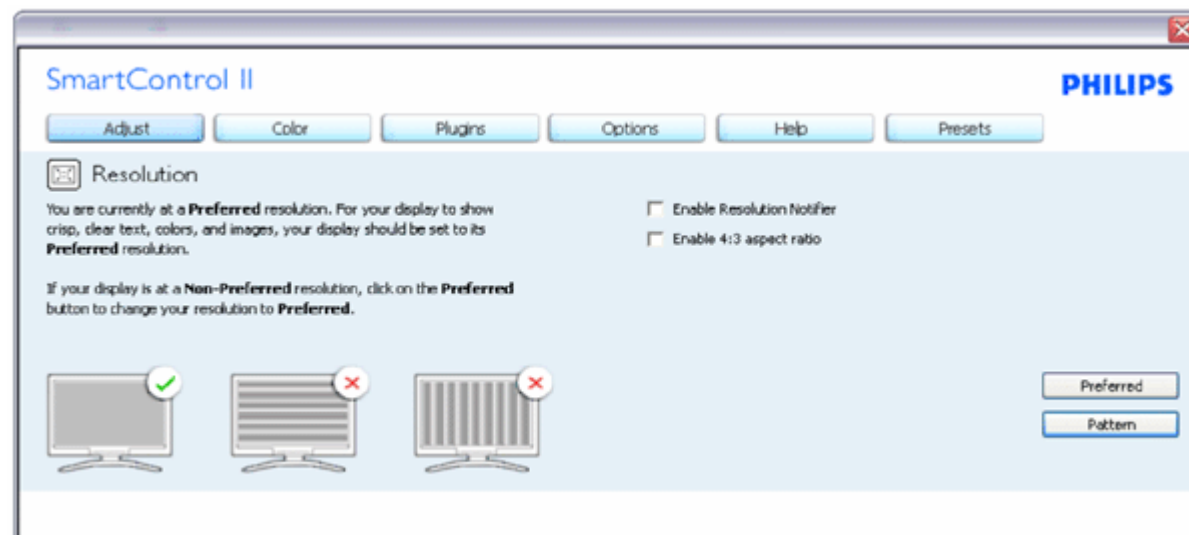 SmartControl II
PHILIPS
Adjust
Color
Plugins
Options
Help
Presets
Resolution
You are currently at a Preferred resolution. For your display to show
crisp, clear text, colors, and images, your display should be set to its
Preferred resolution.
If your display is at a Non-Preferred resolution, click on the Preferred
button to change your resolution to Preferred.
Enable Resolution Notifier
Enable 4:3 aspect ratio
Preferred
Pattern